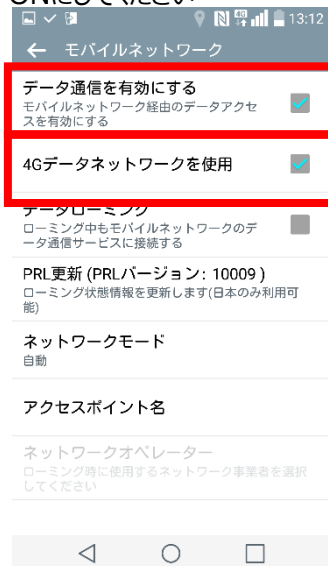 ONにしてください
13:12
モバイルネットワーク
データ通信を有効にする
モバイルネットワーク経由のデータアクセ
スを有効にする
4Gデータネットワークを使用
データローミング
ローミング中もモバイルネットワークのデ
ータ通信サービスに接続する
PRL更新 (PRLバージョン: 10009 )
ローミング状態情報を更新します(日本のみ利用可
能)
ネットワークモード
自動
アクセスポイント名
ネットワークオペレーター
ローミング時に使用するネットワーク事業者を選択
してください